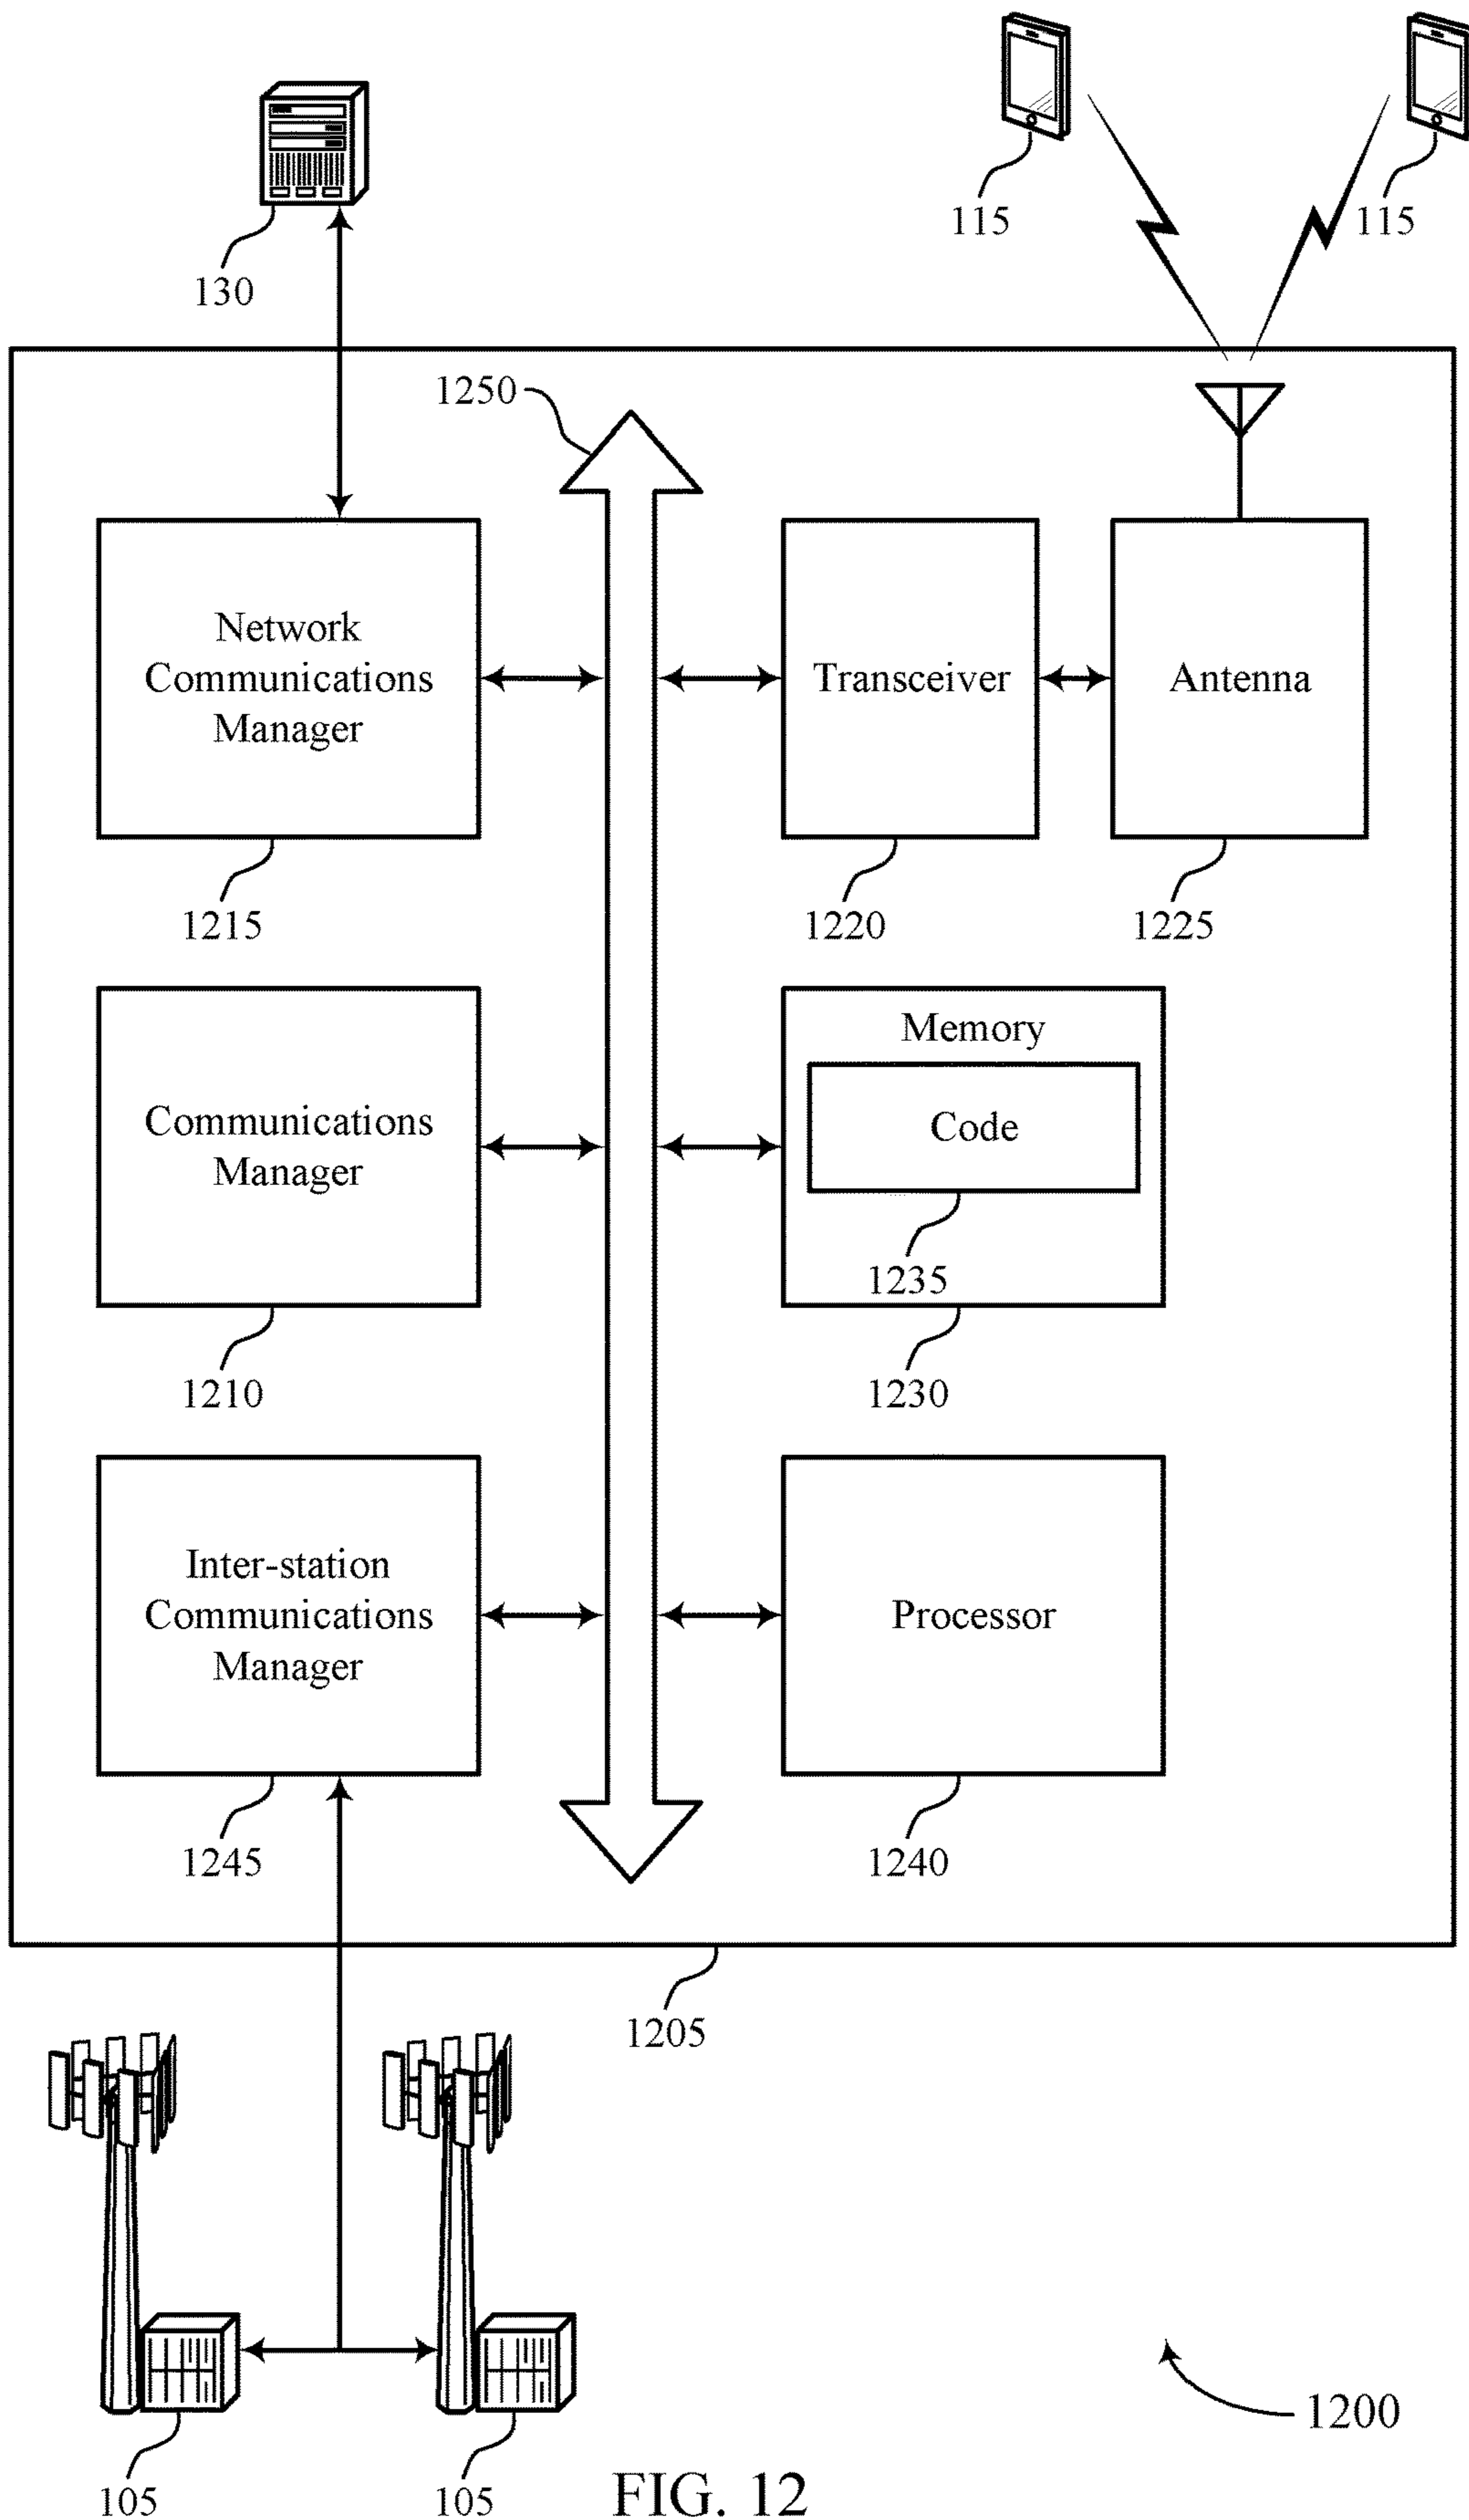 115
115
130
1250
Network
Communications
Manager
Transceiver
Antenna
1215
1220
1225
Memory
Code
Communications
Manager
1235
1210
1230
Inter-station
Communications
Manager
Processor
1245
1240
1205
1200
105
105
FIG. 12